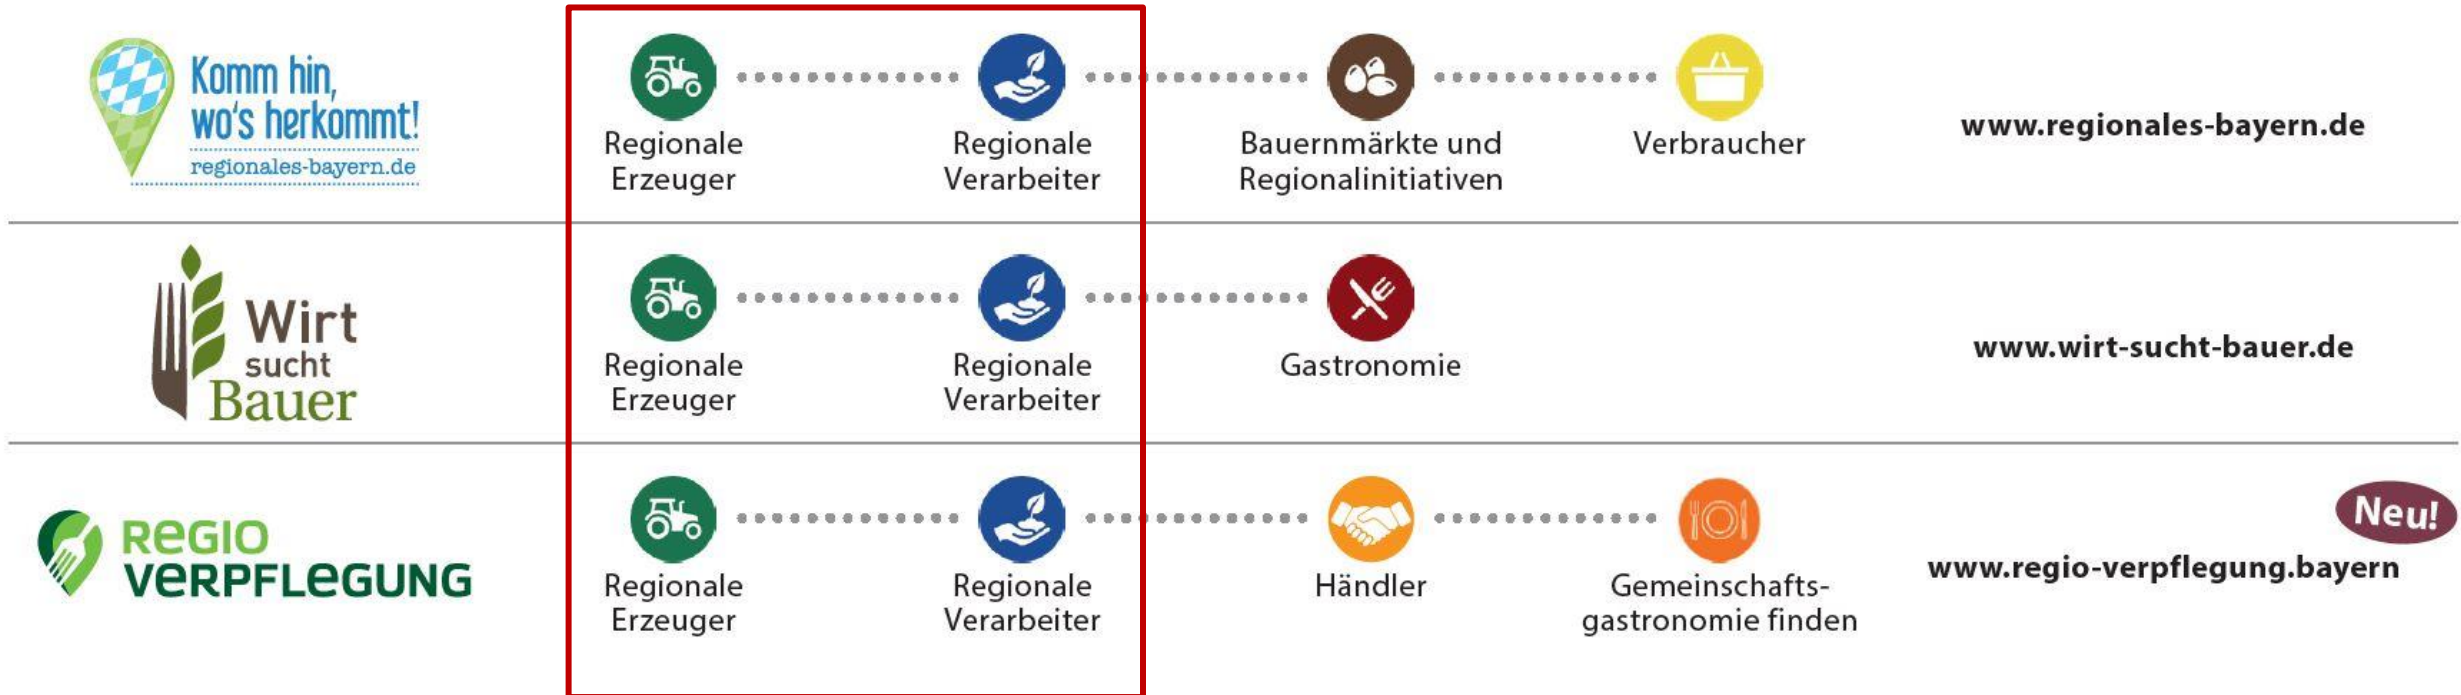 Komm hin,
wo's herkommt!
regionales-bayern.de
Regionale
Erzeuger
Regionale
Verarbeiter
Bauernmärkte und
Regionalinitiativen
Verbraucher
www.regionales-bayern.de
Wirt
sucht
Bauer
Regionale
Erzeuger
Regionale
Verarbeiter
Gastronomie
www.wirt-sucht-bauer.de
REGIO
VERPFLEGUNG
Regionale
Erzeuger
Regionale
Verarbeiter
Händler
Gemeinschafts-
gastronomie finden
Neu!
www.regio-verpflegung.bayern